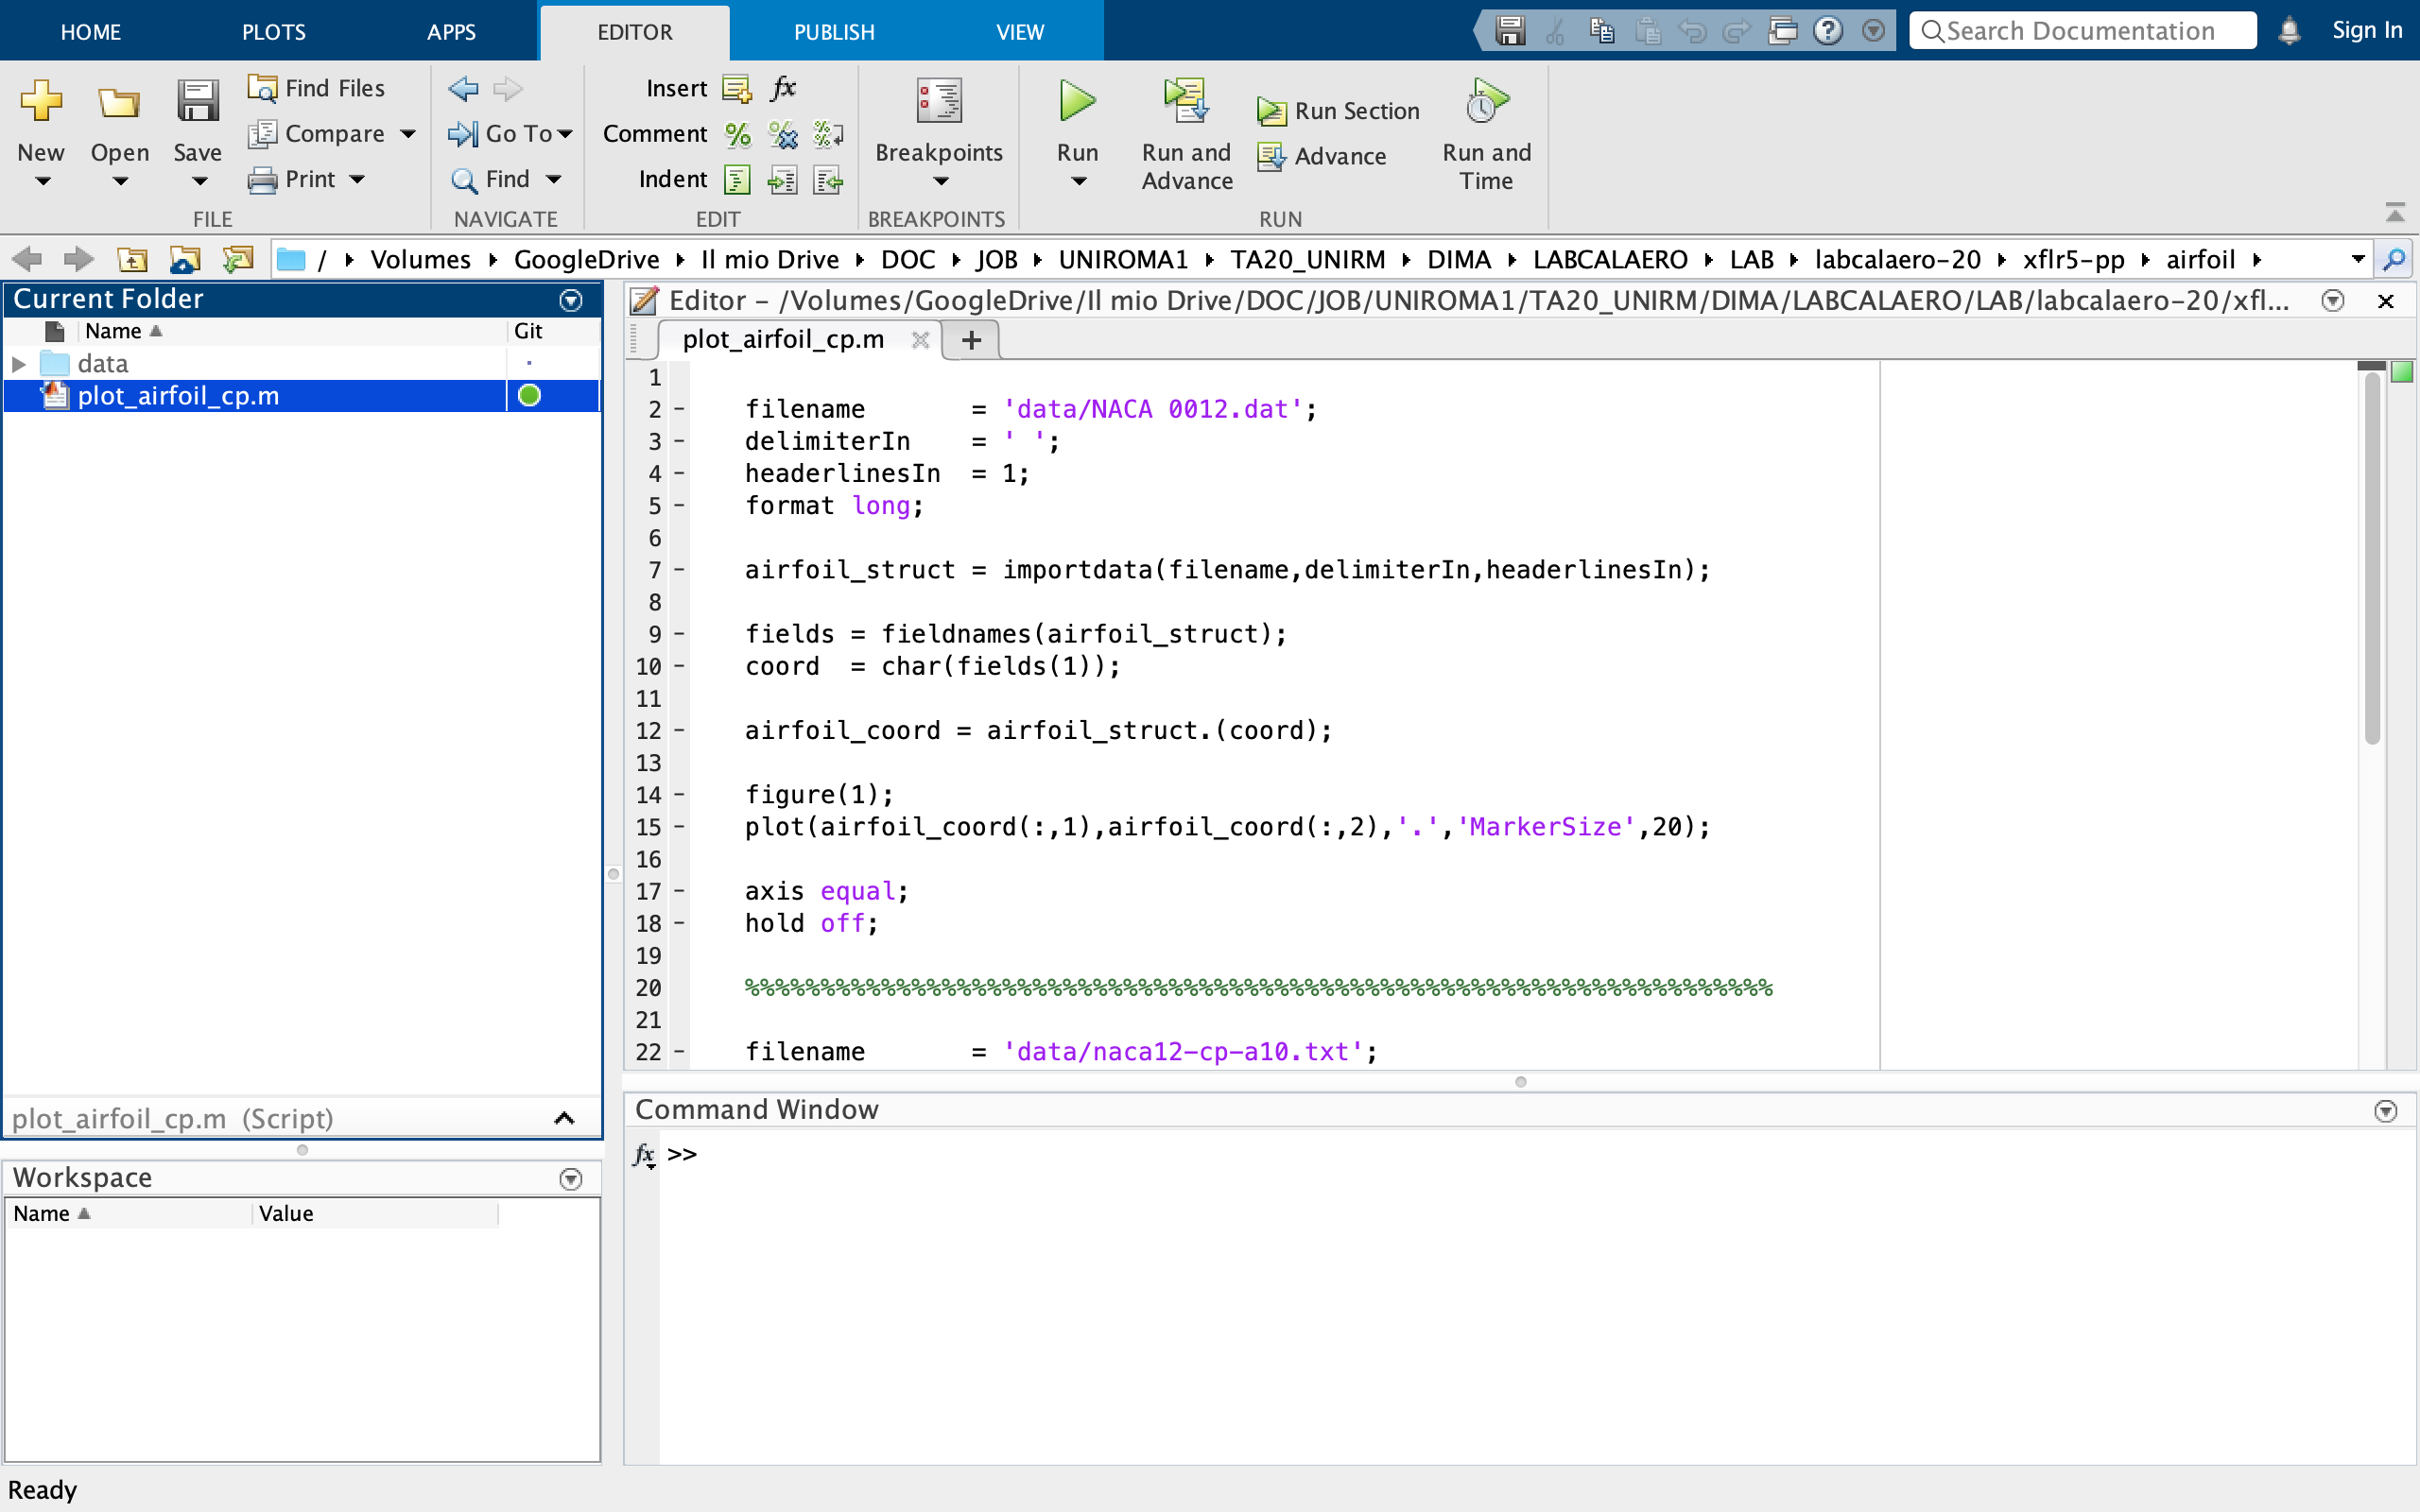 HOME PLOTS APPS EDITOR PUBLISH VIEW Search Documentation Sign In
New Open Save Find Files Compare Print FILE
Go To Find NAVIGATE
Insert fx Comment Indent EDIT
Breakpoints BREAKPOINTS
Run Run and Advance Run Section Advance Run and Time RUN
/ Volumes GoogleDrive Il mio Drive DOC JOB UNIROMA1 TA20_UNIRM DIMA LABCALAERO LAB labcalaero-20 xflr5-pp airfoil
Current Folder
Name Git
data
plot_airfoil_cp.m
plot_airfoil_cp.m (Script)
Workspace
Name Value
Editor - /Volumes/GoogleDrive/Il mio Drive/DOC/JOB/UNIROMA1/TA20_UNIRM/DIMA/LABCALAERO/LAB/labcalaero-20/xfl...
plot_airfoil_cp.m +
1
2 - filename       = 'data/NACA 0012.dat';
3 - delimiterIn    = ' ';
4 - headerlinesIn  = 1;
5 - format long;
6
7 - airfoil_struct = importdata(filename,delimiterIn,headerlinesIn);
8
9 - fields = fieldnames(airfoil_struct);
10 - coord  = char(fields(1));
11
12 - airfoil_coord = airfoil_struct.(coord);
13
14 - figure(1);
15 - plot(airfoil_coord(:,1),airfoil_coord(:,2),'.','MarkerSize',20);
16
17 - axis equal;
18 - hold off;
19
20 %%%%%%%%%%%%%%%%%%%%%%%%%%%%%%%%%%%%%%%%%%%%%%%%%%%%%%%%%%%%%%%%%%%%
21
22 - filename       = 'data/naca12-cp-a10.txt';
Command Window
fx >>
Ready